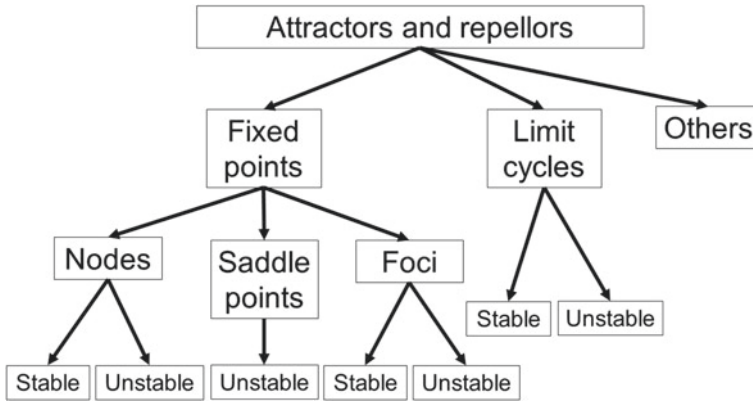 Attractors and repellors
Fixed
points
Limit
cycles
Others
Nodes
Saddle
points
Foci
Stable
Unstable
Stable
Unstable
Unstable
Stable
Unstable